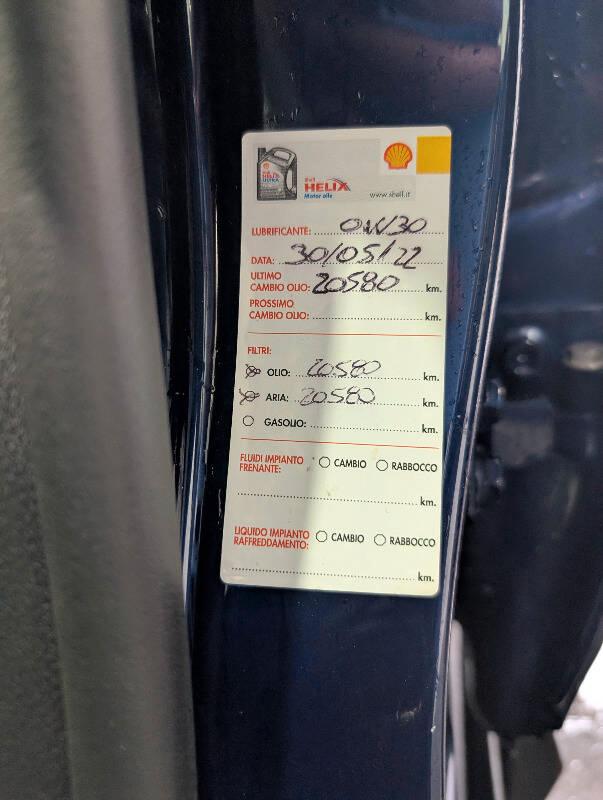 Shell
HELIX
Motor oils
www.shell.it
HELIX
ULTRA
LUBRIFICANTE: 0W30
DATA: 30/05/22
ULTIMO
CAMBIO OLIO: 20580 km.
PROSSIMO
CAMBIO OLIO: km.
FILTRI:
OLIO: 20580 km.
ARIA: 20580 km.
GASOLIO: km.
FLUIDI IMPIANTO CAMBIO RABBOCCO
FRENANTE:
km.
LIQUIDO IMPIANTO CAMBIO RABBOCCO
RAFFREDDAMENTO:
km.